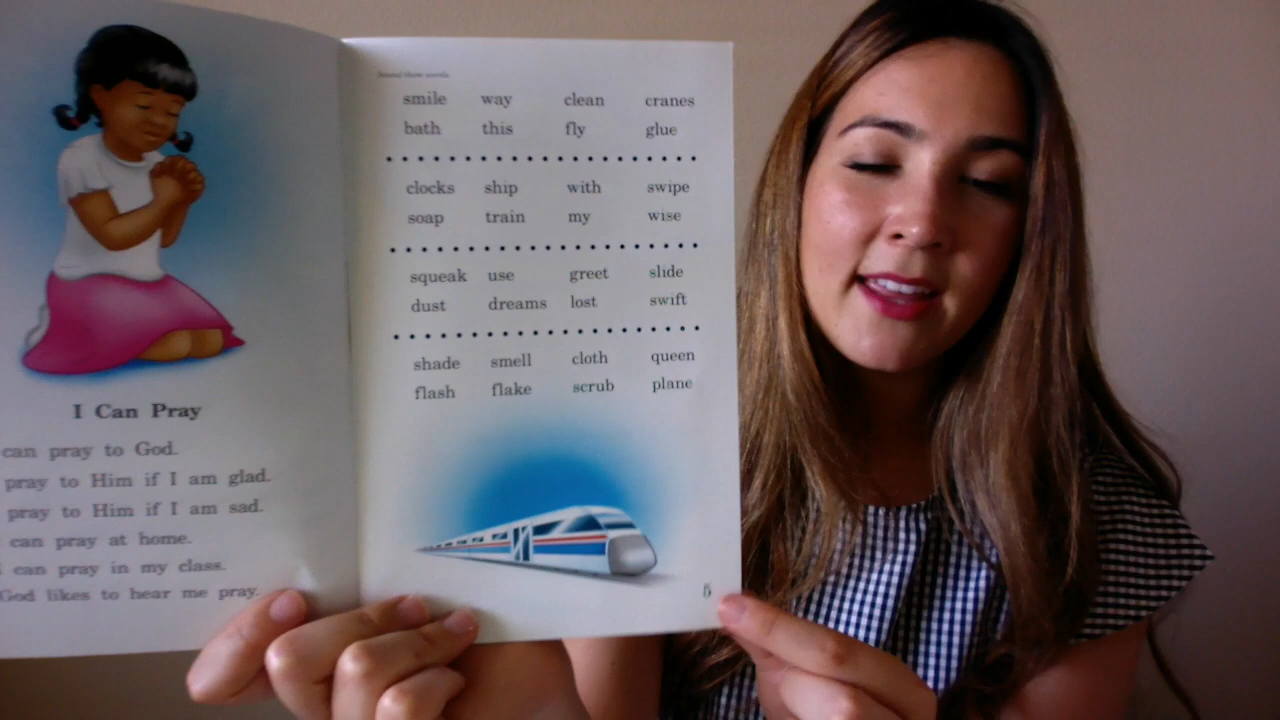 I Can Pray
can pray to God.
pray to Him if I am glad.
pray to Him if I am sad.
can pray at home.
I can pray in my class.
God likes to hear me pray.
Sound these words.
smile way clean cranes
bath this fly glue
clocks ship with swipe
soap train my wise
squeak use greet slide
dust dreams lost swift
shade smell cloth queen
flash flake scrub plane
5